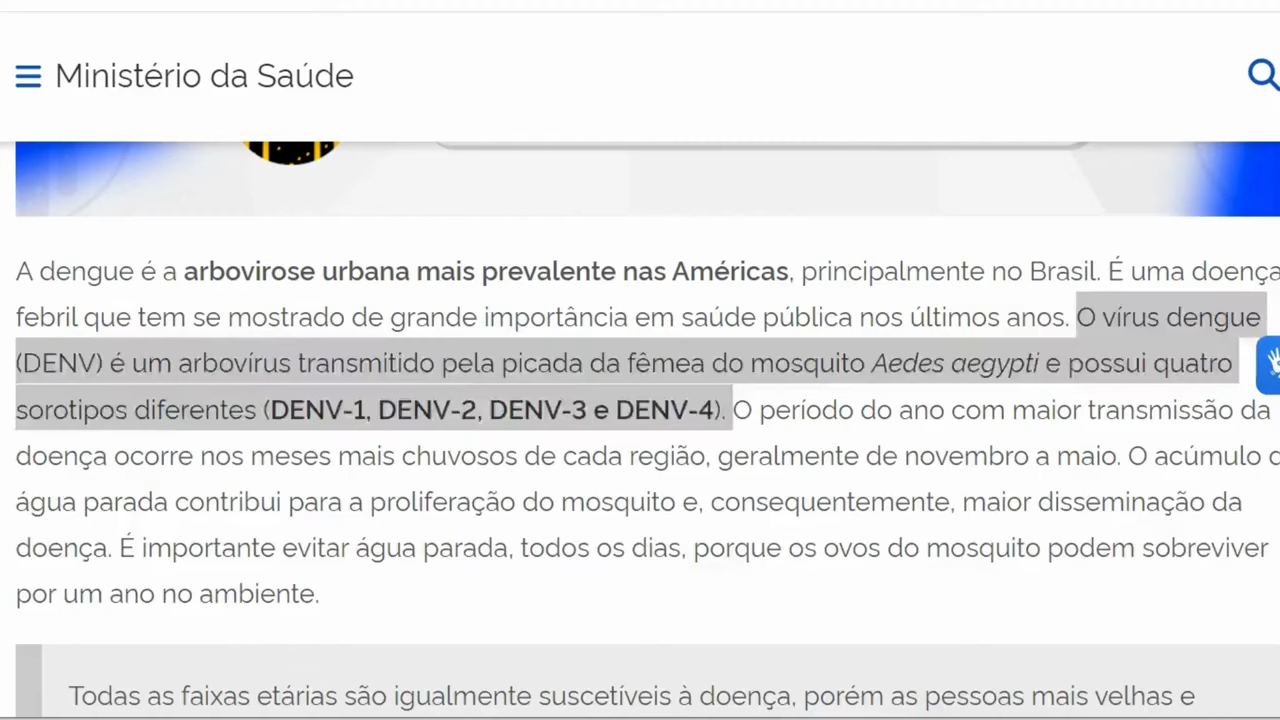 Ministério da Saúde
A dengue é a arbovirose urbana mais prevalente nas Américas, principalmente no Brasil. É uma doença
febril que tem se mostrado de grande importância em saúde pública nos últimos anos. O vírus dengue
(DENV) é um arbovírus transmitido pela picada da fêmea do mosquito Aedes aegypti e possui quatro
sorotipos diferentes (DENV-1, DENV-2, DENV-3 e DENV-4). O período do ano com maior transmissão da
doença ocorre nos meses mais chuvosos de cada região, geralmente de novembro a maio. O acúmulo
água parada contribui para a proliferação do mosquito e, consequentemente, maior disseminação da
doença. É importante evitar água parada, todos os dias, porque os ovos do mosquito podem sobreviver
por um ano no ambiente.
Todas as faixas etárias são igualmente suscetíveis à doença, porém as pessoas mais velhas e